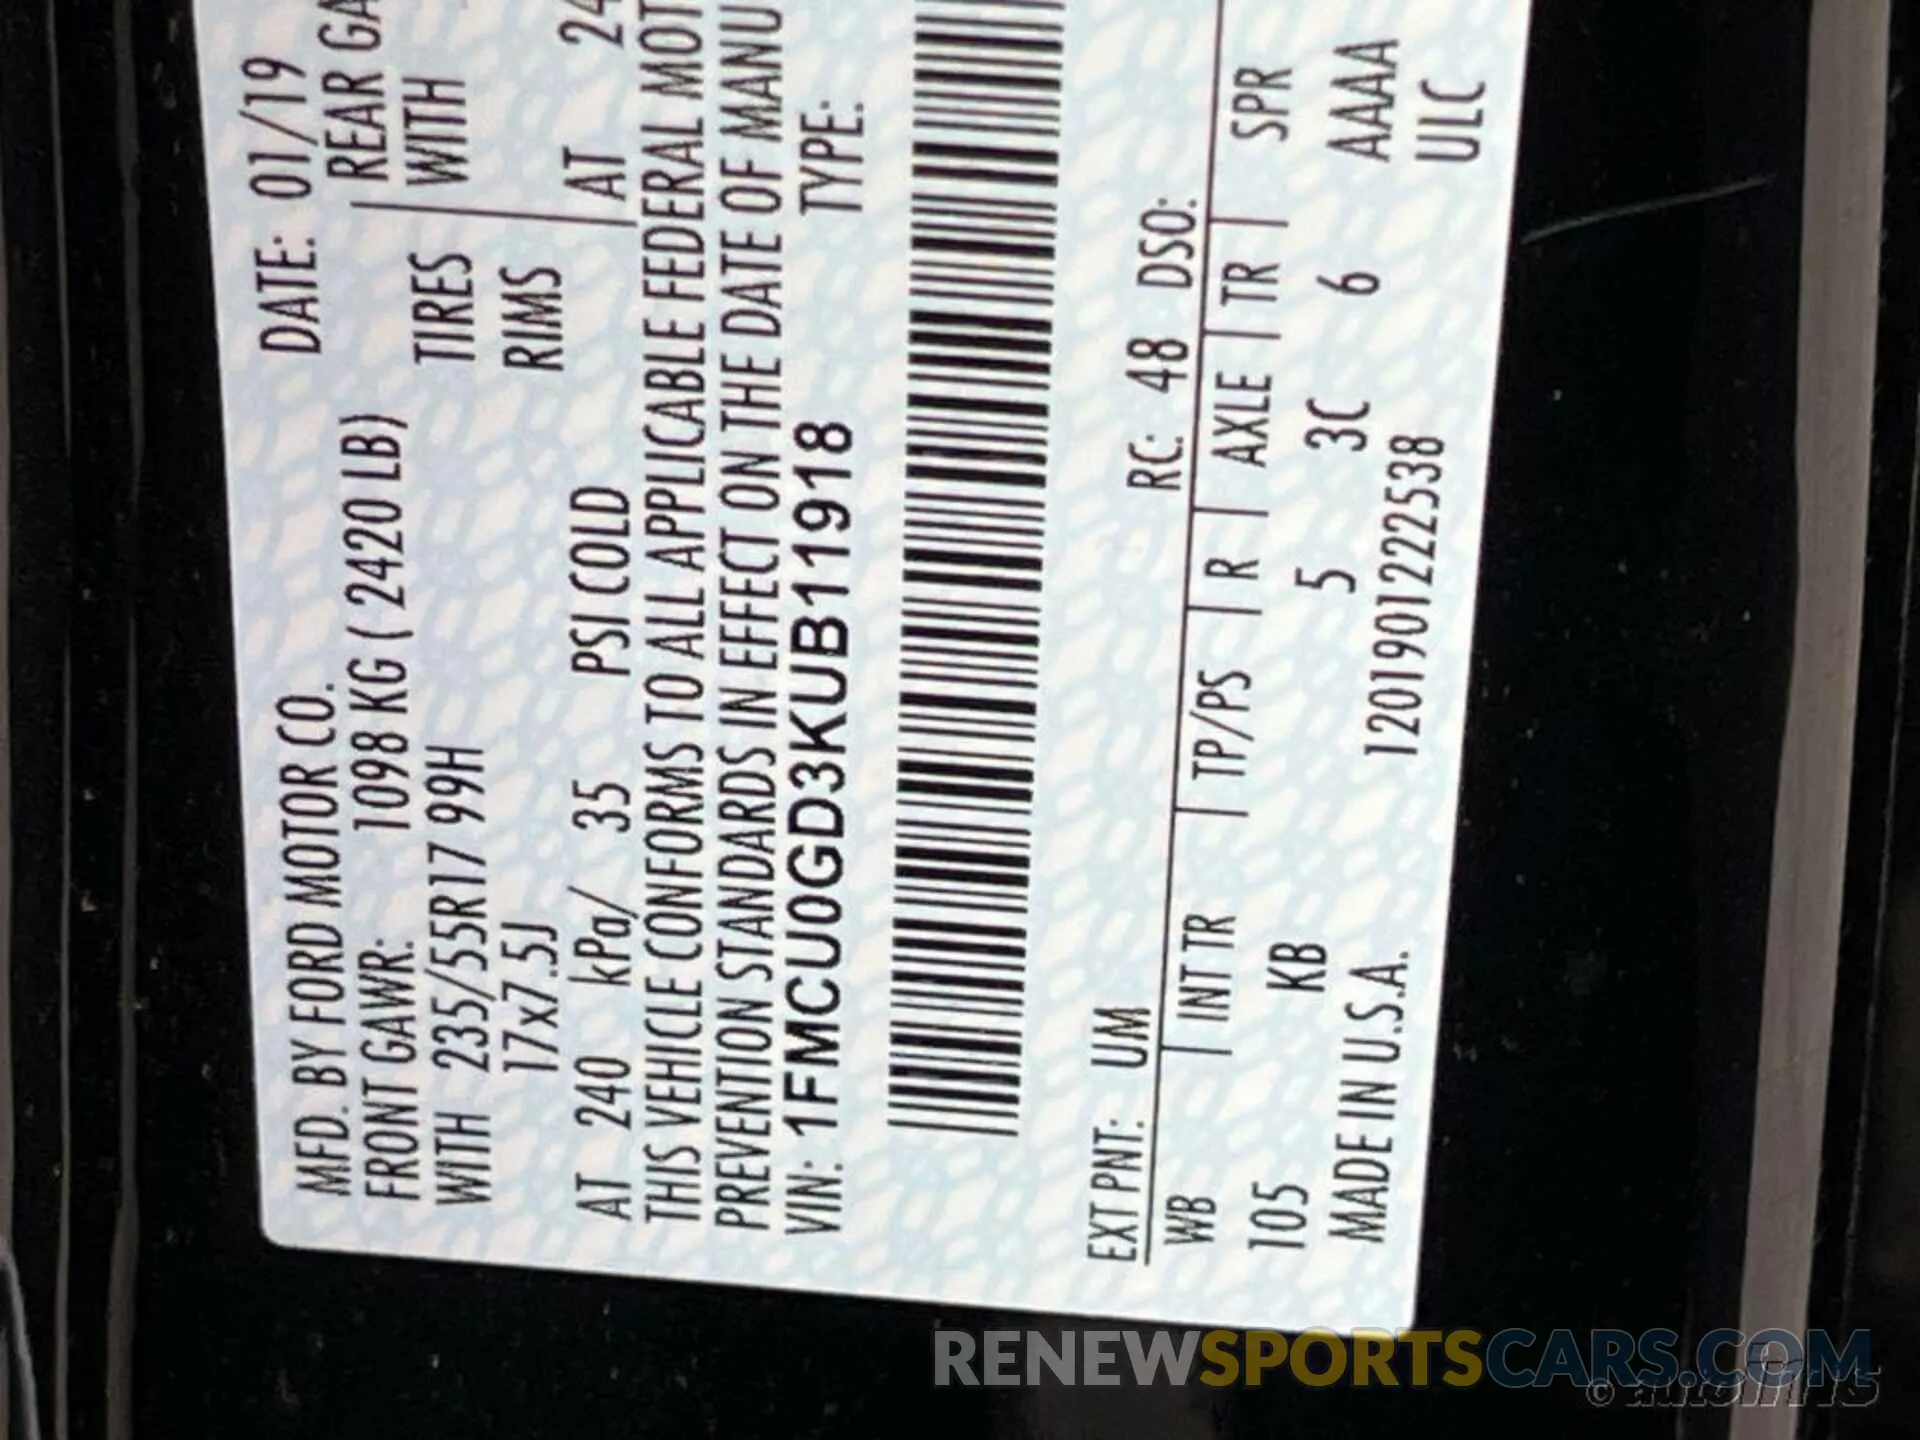 MFD. BY FORD MOTOR CO. DATE: 01/19
FRONT GAWR: 1098 KG ( 2420 LB) REAR GA
WITH 235/55R17 99H TIRES WITH
17x7.5J RIMS
AT 240 kPa/ 35 PSI COLD AT 24
THIS VEHICLE CONFORMS TO ALL APPLICABLE FEDERAL MOT
PREVENTION STANDARDS IN EFFECT ON THE DATE OF MANU
VIN: 1FMCU0GD3KUB11918 TYPE:
EXT PNT: UM RC: 48 DSO:
WB | INT TR | TP/PS | R | AXLE | TR | SPR
105 KB 5 3C 6 AAAA
MADE IN U.S.A. 1201901222538 ULC
RENEWSPORTSCARS.COM
© autoIMS